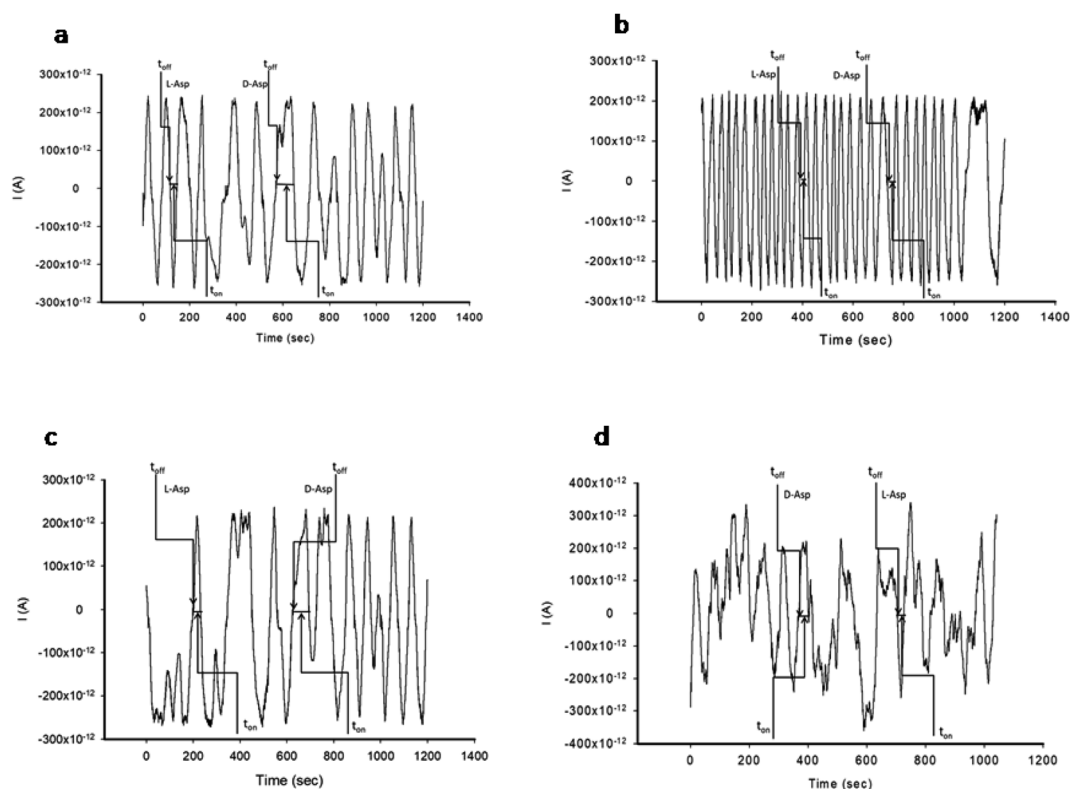 a
t_off
t_off
L-Asp
D-Asp
300x10-12
200x10-12
100x10-12
0
-100x10-12
-200x10-12
-300x10-12
I (A)
t_on
t_on
0 200 400 600 800 1000 1200 1400
Time (sec)
b
t_off
t_off
L-Asp
D-Asp
300x10-12
200x10-12
100x10-12
0
-100x10-12
-200x10-12
-300x10-12
I (A)
t_on
t_on
0 200 400 600 800 1000 1200 1400
Time (sec)
c
t_off
t_off
L-Asp
D-Asp
300x10-12
200x10-12
100x10-12
0
-100x10-12
-200x10-12
-300x10-12
I (A)
t_on
t_on
0 200 400 600 800 1000 1200 1400
Time (sec)
d
t_off
t_off
D-Asp
L-Asp
400x10-12
300x10-12
200x10-12
100x10-12
0
-100x10-12
-200x10-12
-300x10-12
-400x10-12
I (A)
t_on
t_on
0 200 400 600 800 1000 1200
Time (sec)